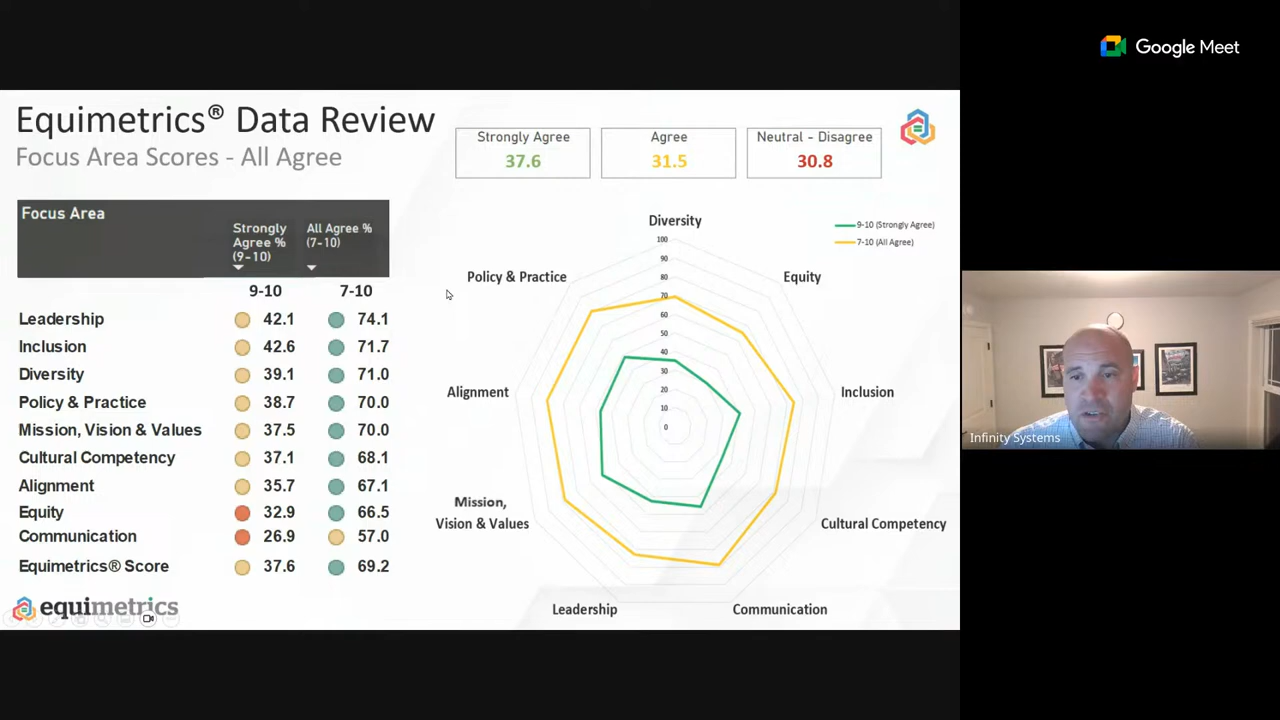 Google Meet
Equimetrics® Data Review
Focus Area Scores - All Agree
Strongly Agree
37.6
Agree
31.5
Neutral - Disagree
30.8
Focus Area
Strongly
Agree %
(9-10)
All Agree %
(7-10)
9-10 7-10
Leadership 42.1 74.1
Inclusion 42.6 71.7
Diversity 39.1 71.0
Policy & Practice 38.7 70.0
Mission, Vision & Values 37.5 70.0
Cultural Competency 37.1 68.1
Alignment 35.7 67.1
Equity 32.9 66.5
Communication 26.9 57.0
Equimetrics® Score 37.6 69.2
equimetrics
9-10 (Strongly Agree)
7-10 (All Agree)
Diversity
Equity
Inclusion
Cultural Competency
Communication
Leadership
Mission,
Vision & Values
Alignment
Policy & Practice
100
90
80
70
60
50
40
30
20
10
0
Infinity Systems